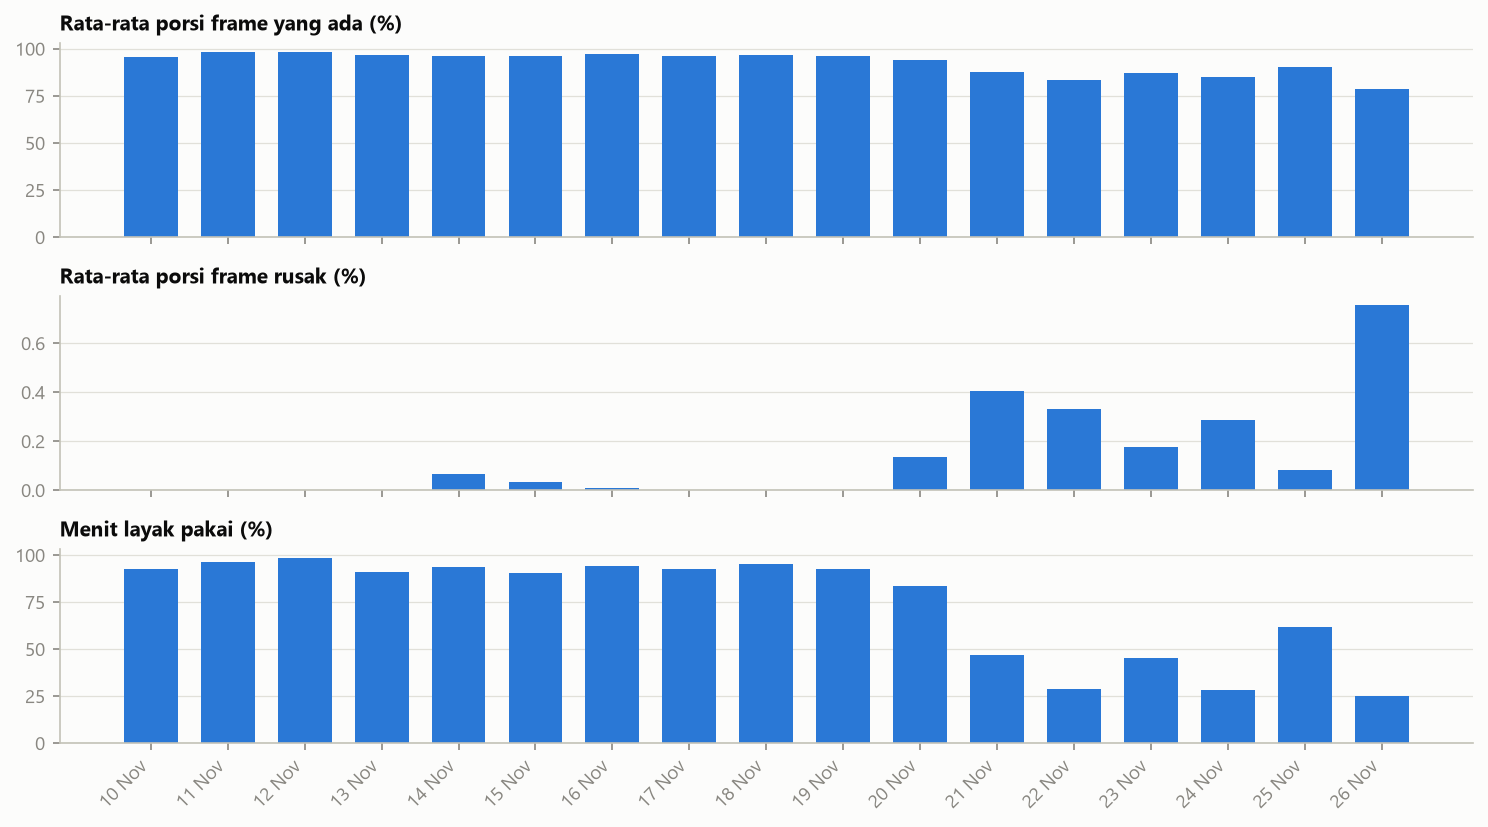 Rata-rata porsi frame yang ada (%)
100
75
50
25
0
Rata-rata porsi frame rusak (%)
0.6
0.4
0.2
0.0
Menit layak pakai (%)
100
75
50
25
0
10 Nov
11 Nov
12 Nov
13 Nov
14 Nov
15 Nov
16 Nov
17 Nov
18 Nov
19 Nov
20 Nov
21 Nov
22 Nov
23 Nov
24 Nov
25 Nov
26 Nov